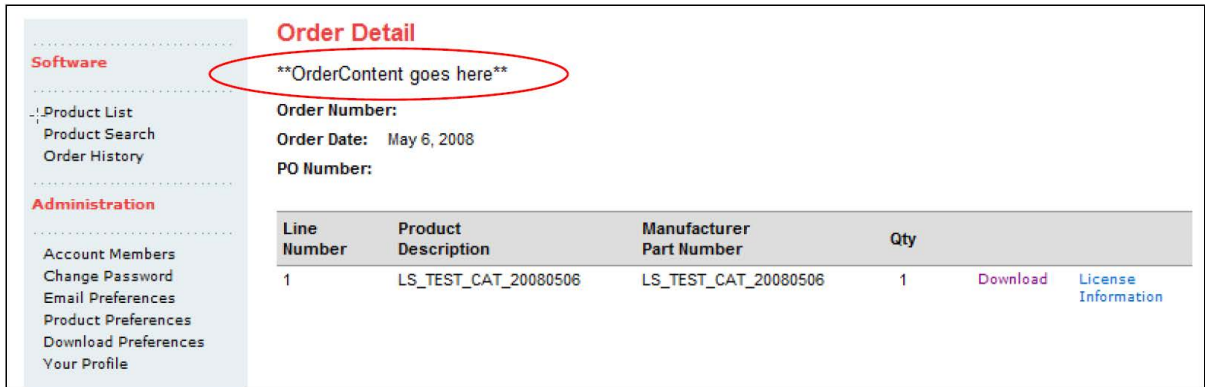 Software
Product List
Product Search
Order History
Administration
Account Members
Change Password
Email Preferences
Product Preferences
Download Preferences
Your Profile
Order Detail
**OrderContent goes here**
Order Number:
Order Date: May 6, 2008
PO Number:
Line Number Product Description Manufacturer Part Number Qty
1 LS_TEST_CAT_20080506 LS_TEST_CAT_20080506 1 Download License Information